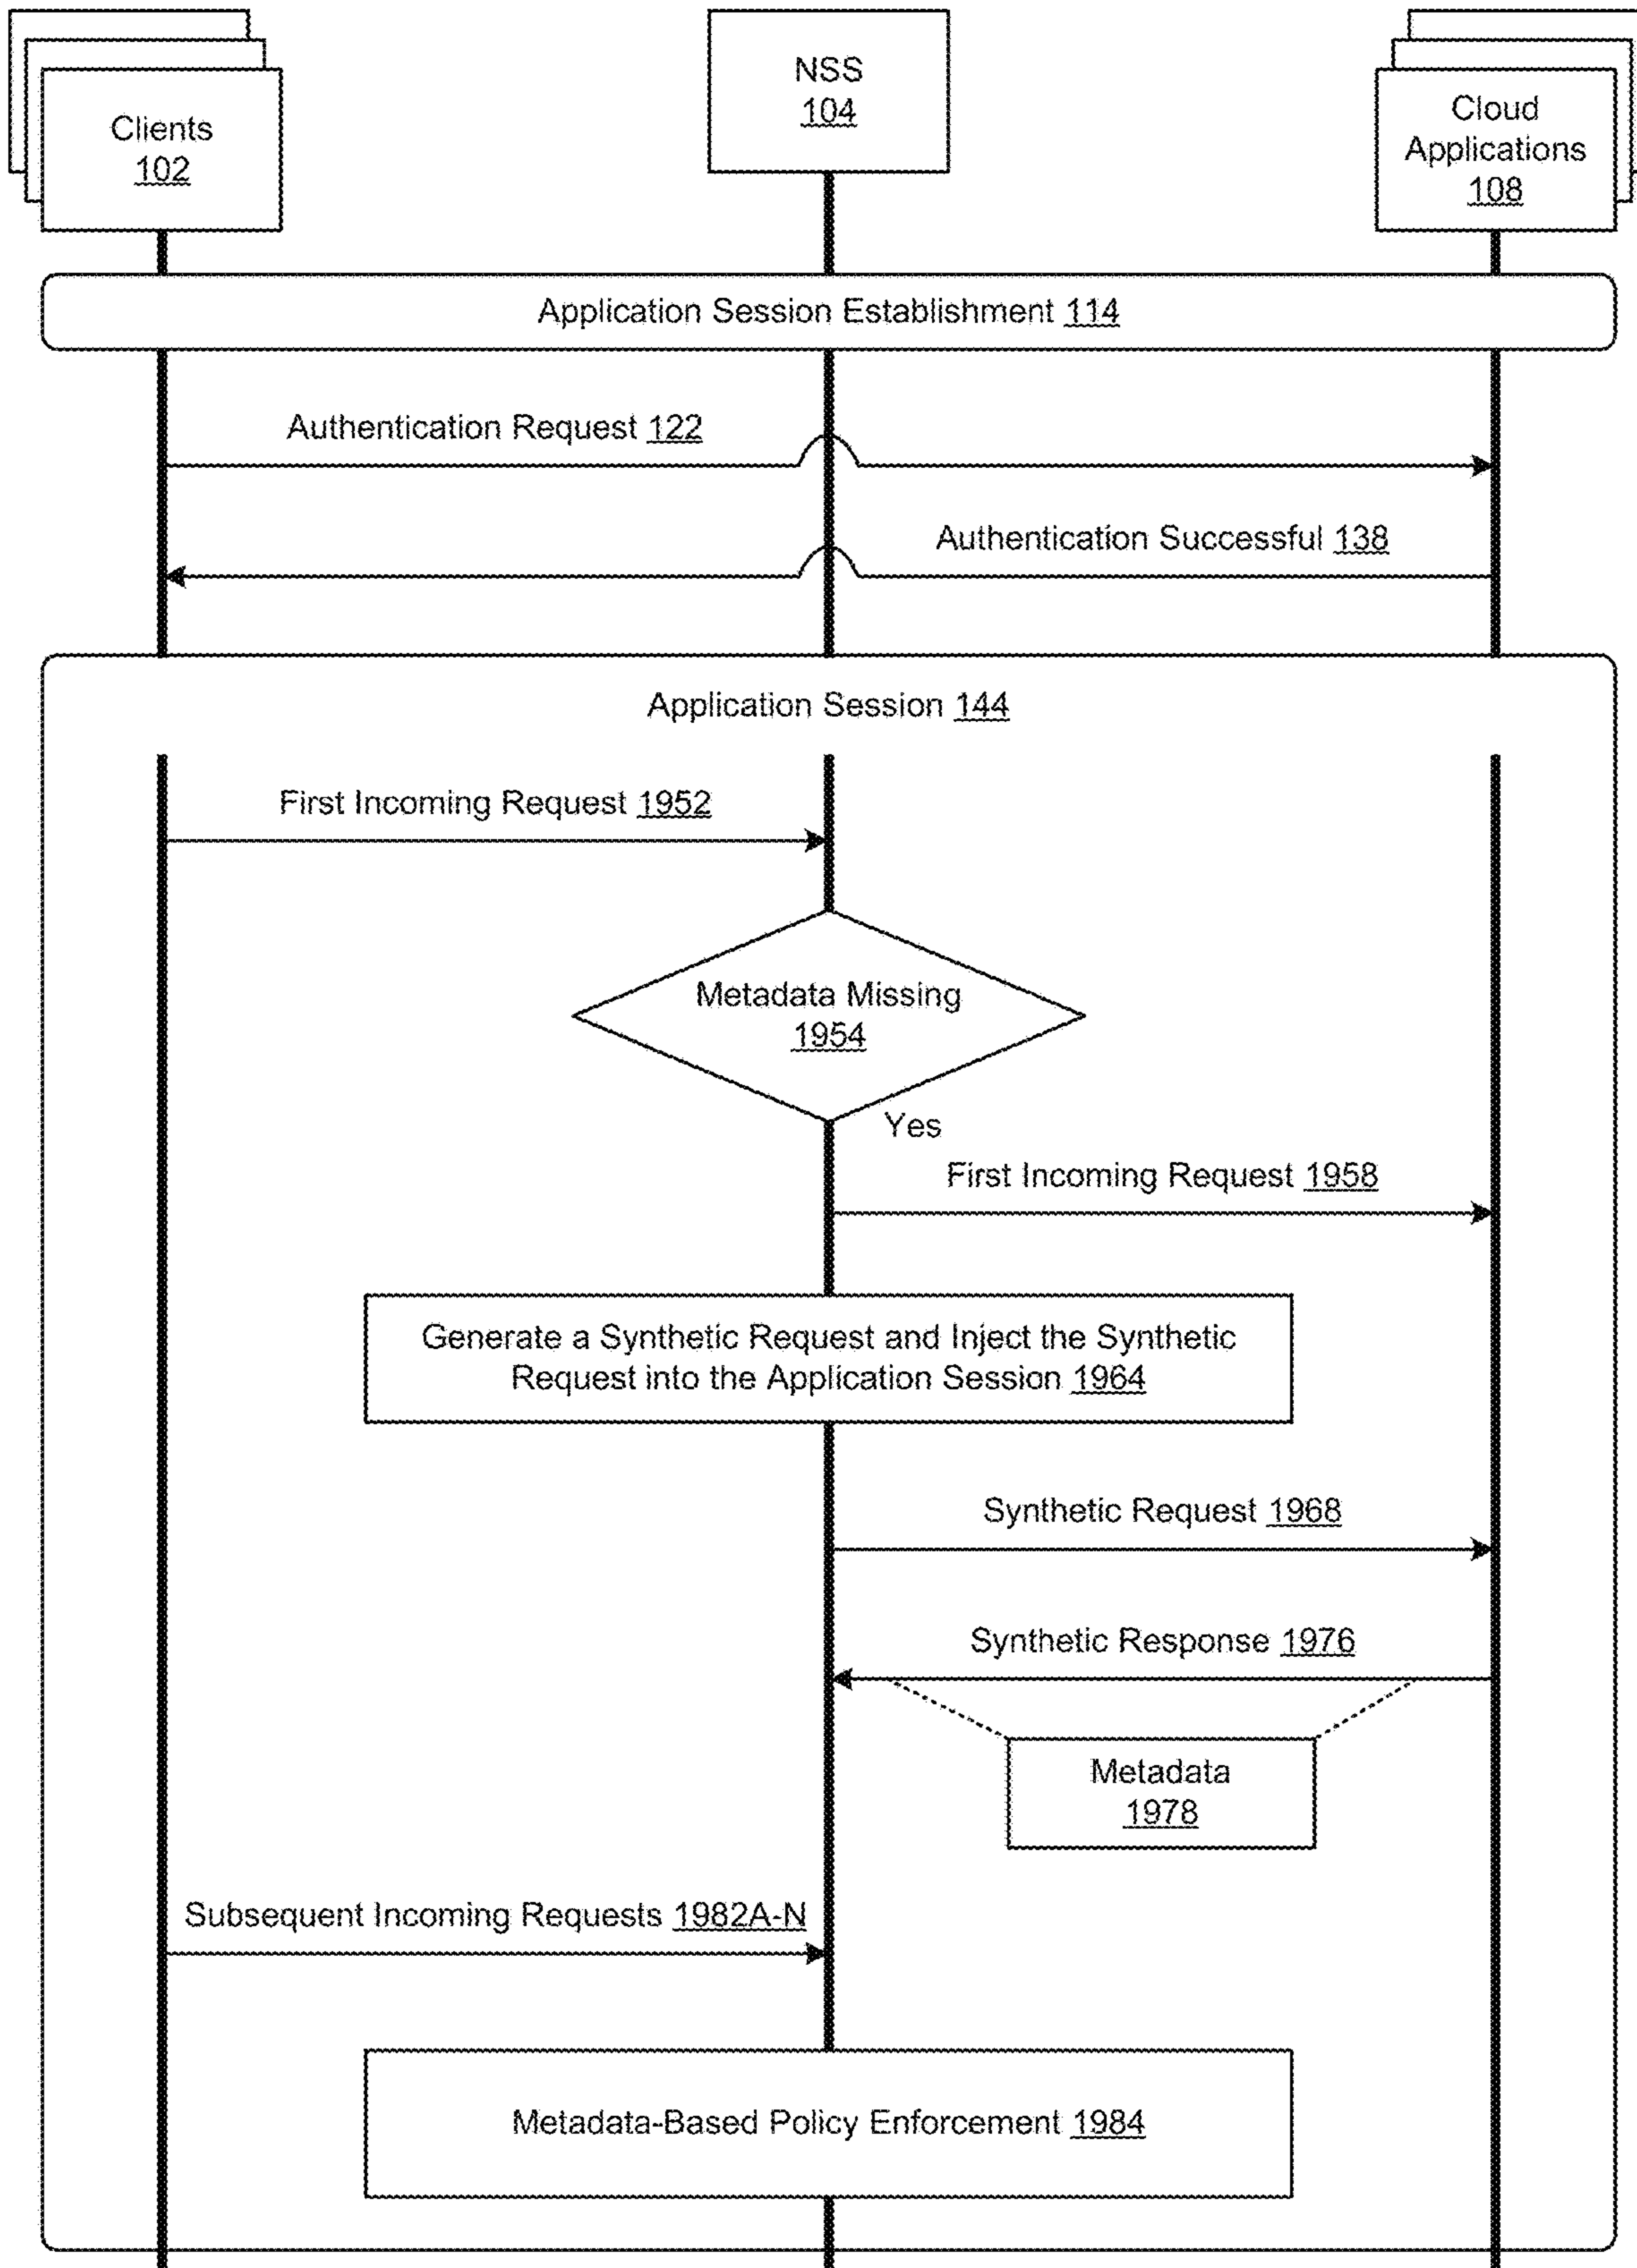 Clients
102
NSS
104
Cloud
Applications
108
Application Session Establishment 114
Authentication Request 122
Authentication Successful 138
Application Session 144
First Incoming Request 1952
Metadata Missing
1954
Yes
First Incoming Request 1958
Generate a Synthetic Request and Inject the Synthetic
Request into the Application Session 1964
Synthetic Request 1968
Synthetic Response 1976
Metadata
1978
Subsequent Incoming Requests 1982A-N
Metadata-Based Policy Enforcement 1984